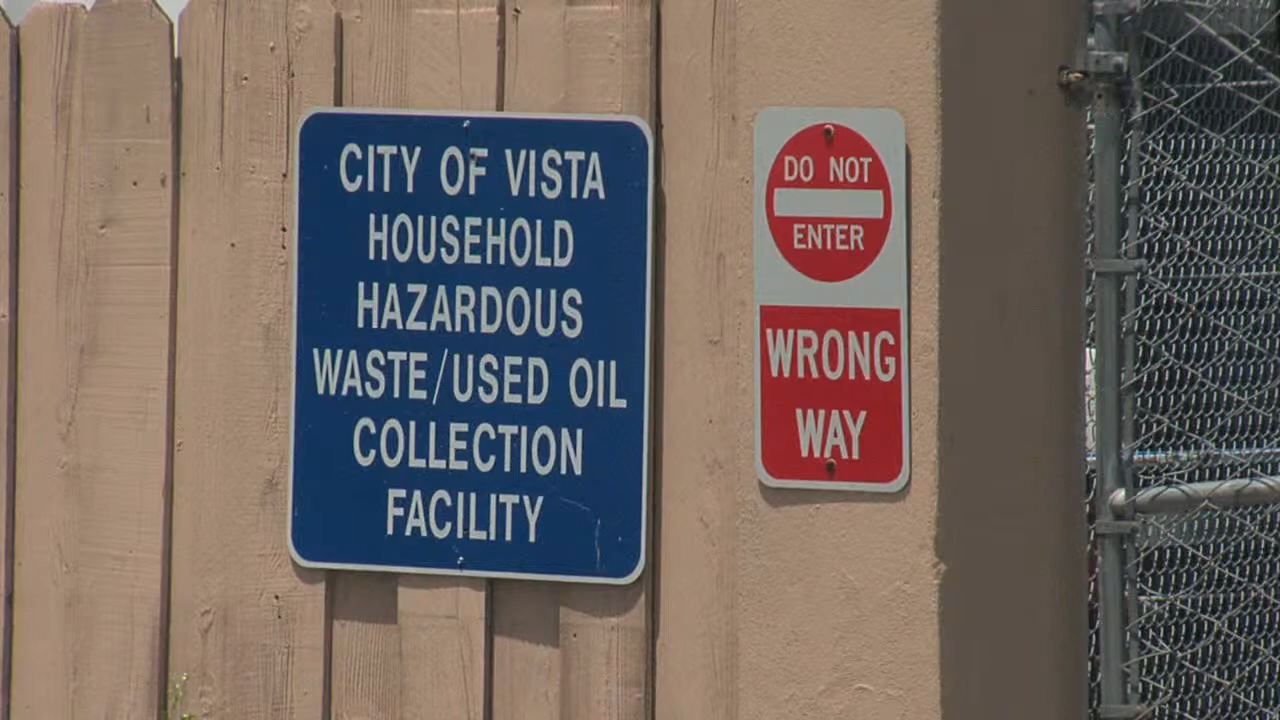 CITY OF VISTA
HOUSEHOLD
HAZARDOUS
WASTE/USED OIL
COLLECTION
FACILITY
DO NOT
ENTER
WRONG
WAY